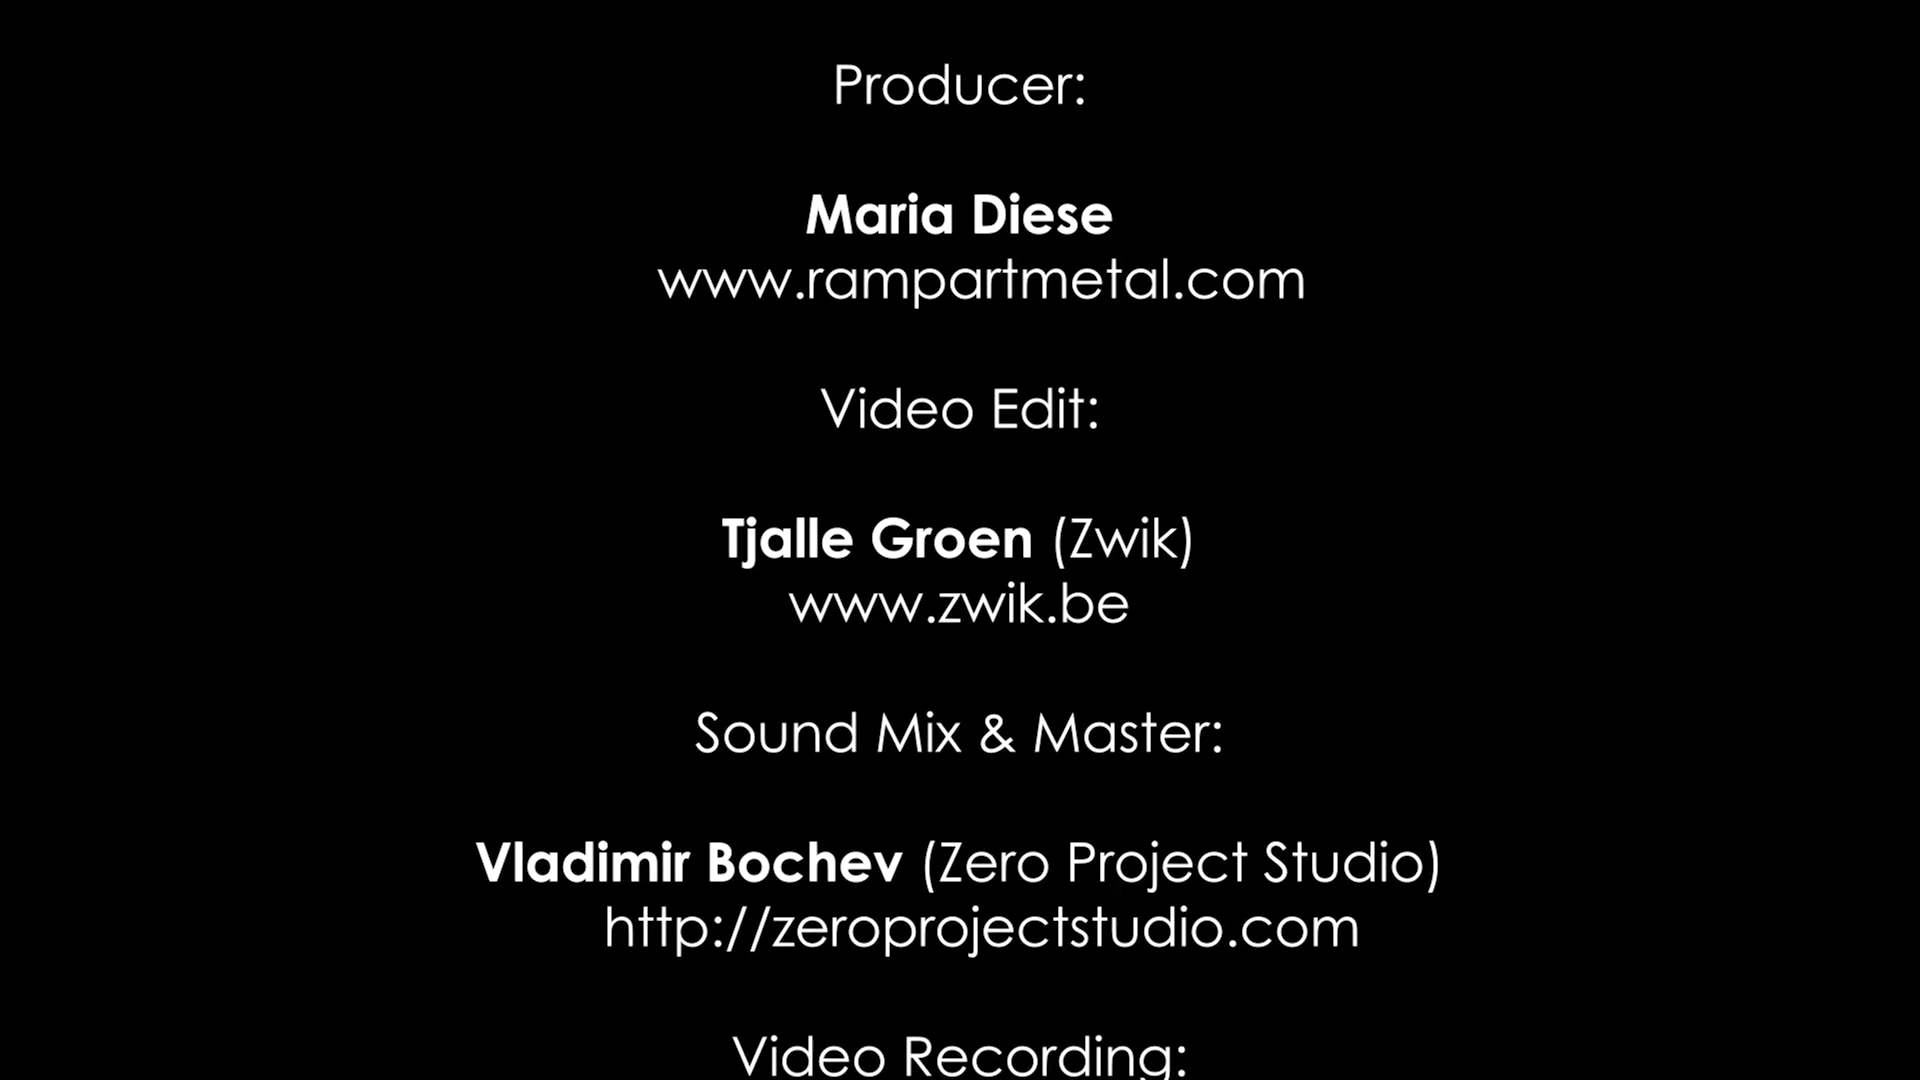 Producer:
Maria Diese
www.rampartmetal.com
Video Edit:
Tjalle Groen (Zwik)
www.zwik.be
Sound Mix & Master:
Vladimir Bochev (Zero Project Studio)
http://zeroprojectstudio.com
Video Recording: